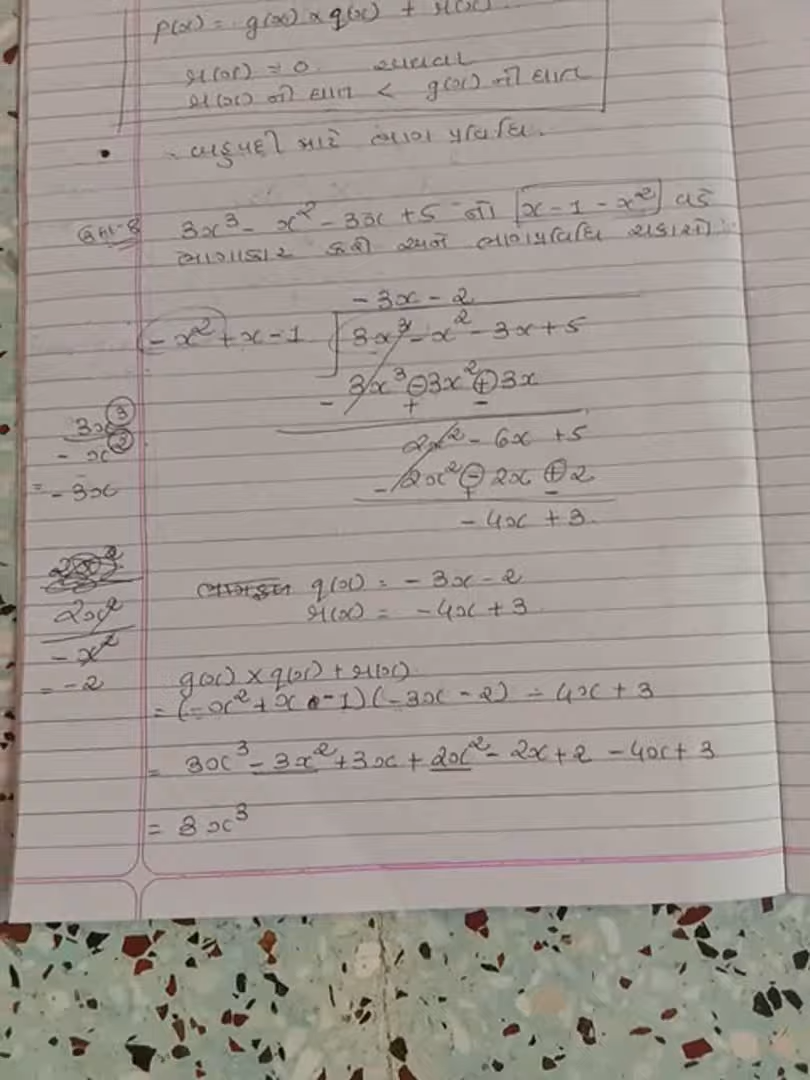 p(x) = g(x) × q(x) + r(x)
r(x) = 0 અથવા
r(x) ની ઘાત < g(x) ની ઘાત
• બહુપદી માટે ભાગ પ્રવિધિ.
3x³ - x² - 3x + 5 નો x - 1 - x² વડે
ભાગાકાર કરી અને ભાગપ્રવિધિ ચકાસો.
-3x - 2
-x² + x - 1 3x³ - x² - 3x + 5
3x³ - 3x² + 3x
- + -
2x² - 6x + 5
2x² - 2x + 2
- + -
-4x + 3.
3x³
- x²
= -3x
ભાગફળ q(x) = -3x - 2
r(x) = -4x + 3
2x²
-x²
= -2
g(x) × q(x) + r(x)
= (-x² + x - 1)(-3x - 2) - 4x + 3
= 3x³ - 3x² + 3x + 2x² - 2x + 2 - 4x + 3
= 3x³